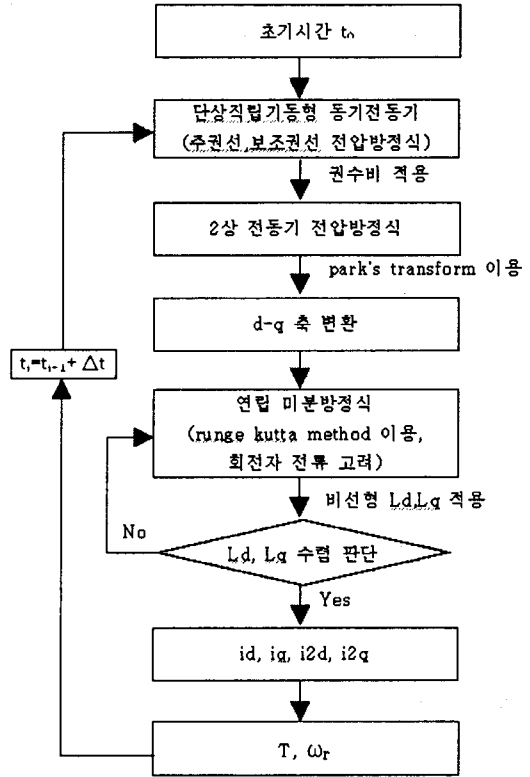 초기시간 t₀
단상직립기동형 동기전동기
(주권선,보조권선 전압방정식)
권수비 적용
2상 전동기 전압방정식
park's transform 이용
d-q 축 변환
tᵢ=tᵢ₋₁+ △t
연립 미분방정식
(runge kutta method 이용,
회전자 전류 고려)
비선형 Ld,Lq 적용
No
Ld, Lq 수렴 판단
Yes
id, iq, i2d, i2q
T, ωr